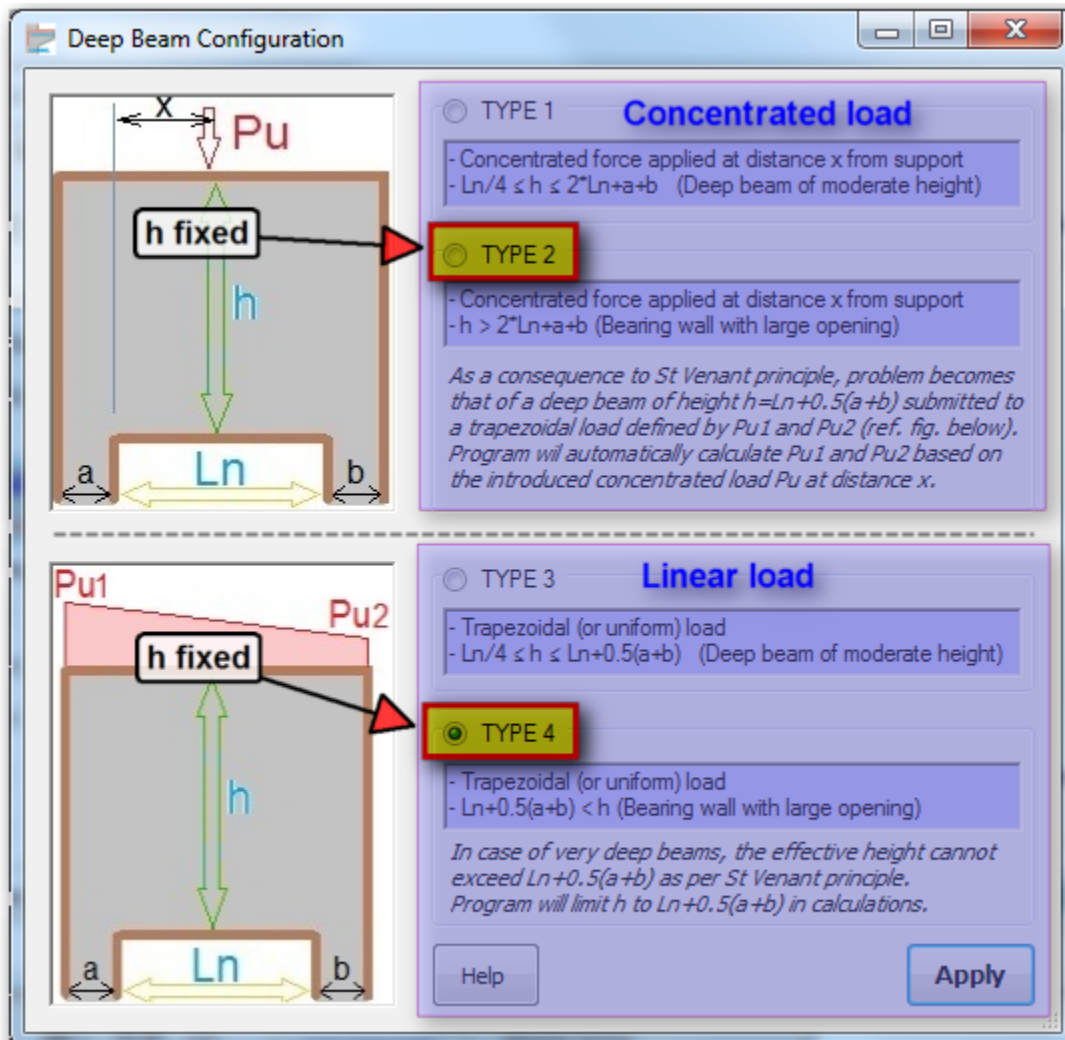 Deep Beam Configuration
x
Pu
h fixed
h
a
Ln
b
TYPE 1
Concentrated load
- Concentrated force applied at distance x from support
- Ln/4 ≤ h ≤ 2*Ln+a+b (Deep beam of moderate height)
TYPE 2
- Concentrated force applied at distance x from support
- h > 2*Ln+a+b (Bearing wall with large opening)
As a consequence to St Venant principle, problem becomes
that of a deep beam of height h=Ln+0.5(a+b) submitted to
a trapezoidal load defined by Pu1 and Pu2 (ref. fig. below).
Program wil automatically calculate Pu1 and Pu2 based on
the introduced concentrated load Pu at distance x.
Pu1
Pu2
h fixed
h
a
Ln
b
TYPE 3
Linear load
- Trapezoidal (or uniform) load
- Ln/4 ≤ h ≤ Ln+0.5(a+b) (Deep beam of moderate height)
TYPE 4
- Trapezoidal (or uniform) load
- Ln+0.5(a+b) < h (Bearing wall with large opening)
In case of very deep beams, the effective height cannot
exceed Ln+0.5(a+b) as per St Venant principle.
Program will limit h to Ln+0.5(a+b) in calculations.
Help
Apply